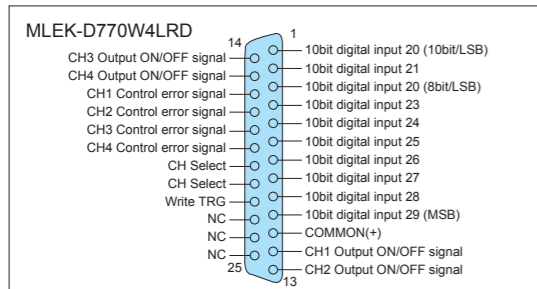 MLEK-D770W4LRD
14
1
CH3 Output ON/OFF signal
CH4 Output ON/OFF signal
CH1 Control error signal
CH2 Control error signal
CH3 Control error signal
CH4 Control error signal
CH Select
CH Select
Write TRG
NC
NC
NC
25
10bit digital input 20 (10bit/LSB)
10bit digital input 21
10bit digital input 20 (8bit/LSB)
10bit digital input 23
10bit digital input 24
10bit digital input 25
10bit digital input 26
10bit digital input 27
10bit digital input 28
10bit digital input 29 (MSB)
COMMON(+)
CH1 Output ON/OFF signal
CH2 Output ON/OFF signal
13